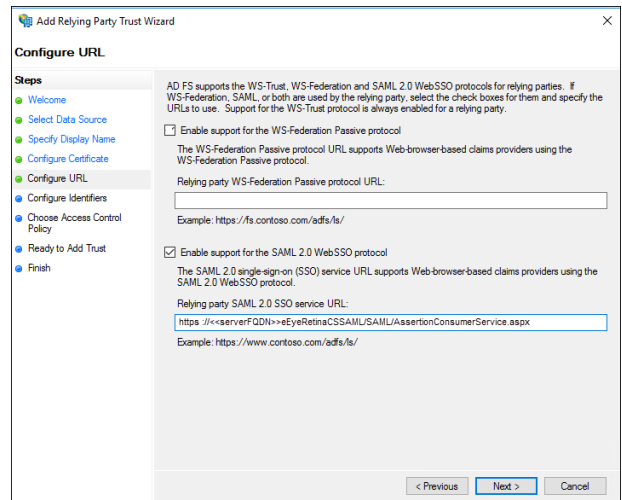 Add Relying Party Trust Wizard
Configure URL
Steps
Welcome
Select Data Source
Specify Display Name
Configure Certificate
Configure URL
Configure Identifiers
Choose Access Control
Policy
Ready to Add Trust
Finish
AD FS supports the WS-Trust, WS-Federation and SAML 2.0 WebSSO protocols for relying parties. If
WS-Federation, SAML, or both are used by the relying party, select the check boxes for them and specify the
URLs to use. Support for the WS-Trust protocol is always enabled for a relying party.
Enable support for the WS-Federation Passive protocol
The WS-Federation Passive protocol URL supports Web-browser-based claims providers using the
WS-Federation Passive protocol.
Relying party WS-Federation Passive protocol URL:
Example: https://fs.contoso.com/adfs/ls/
Enable support for the SAML 2.0 WebSSO protocol
The SAML 2.0 single-sign-on (SSO) service URL supports Web-browser-based claims providers using the
SAML 2.0 WebSSO protocol.
Relying party SAML 2.0 SSO service URL:
https ://<<serverFQDN>>eEyeRetinaCSSAML/SAML/AssertionConsumerService.aspx
Example: https://www.contoso.com/adfs/ls/
< Previous
Next >
Cancel